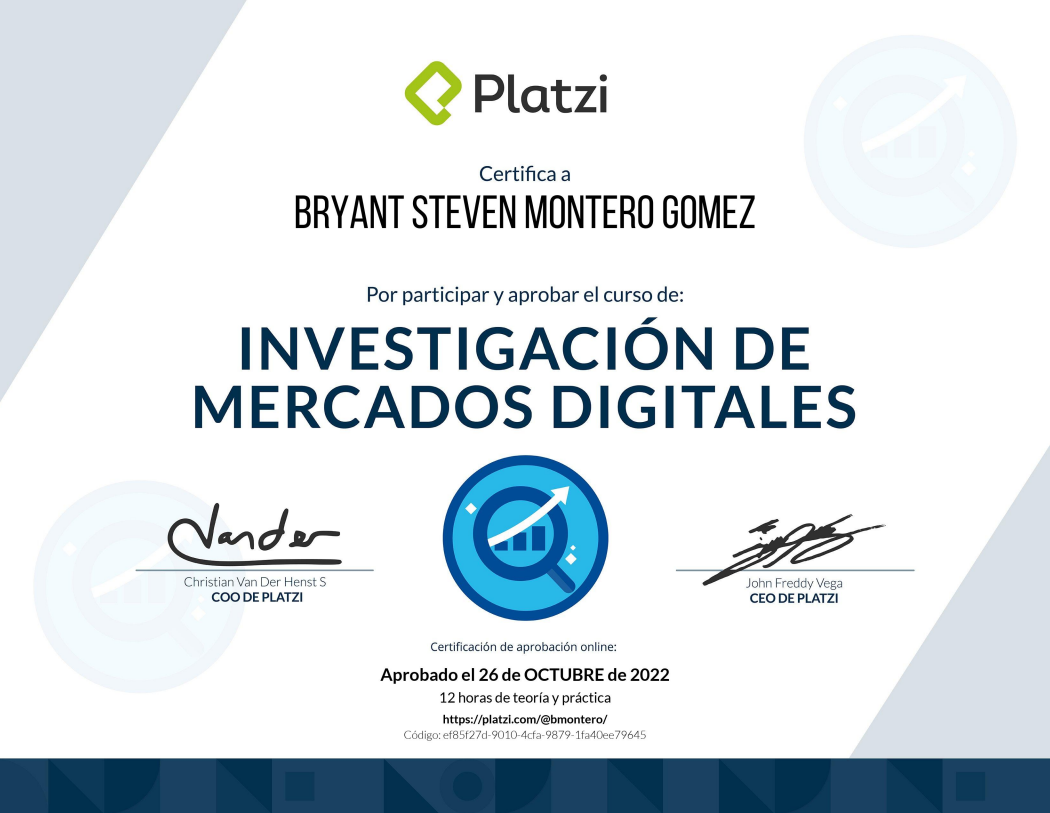 Platzi
Certifica a
BRYANT STEVEN MONTERO GOMEZ
Por participar y aprobar el curso de:
INVESTIGACIÓN DE
MERCADOS DIGITALES
Vander
Christian Van Der Henst S
COO DE PLATZI
John Freddy Vega
CEO DE PLATZI
Certificación de aprobación online:
Aprobado el 26 de OCTUBRE de 2022
12 horas de teoría y práctica
https://platzi.com/@bmontero/
Código: ef85f27d-9010-4cfa-9879-1fa40ee79645